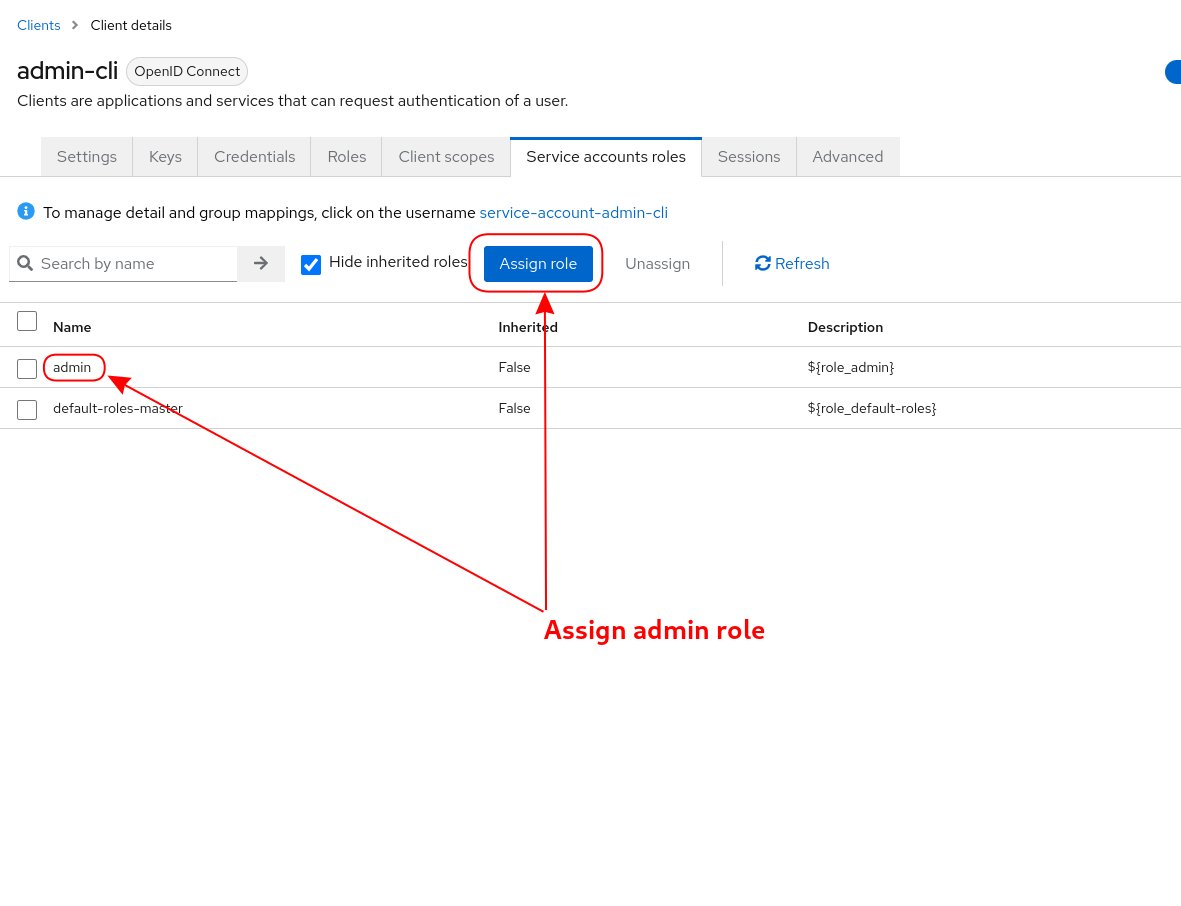 Clients > Client details
admin-cli OpenID Connect
Clients are applications and services that can request authentication of a user.
Settings Keys Credentials Roles Client scopes Service accounts roles Sessions Advanced
To manage detail and group mappings, click on the username service-account-admin-cli
Search by name Hide inherited roles Assign role Unassign Refresh
Name Inherited Description
admin False ${role_admin}
default-roles-master False ${role_default-roles}
Assign admin role